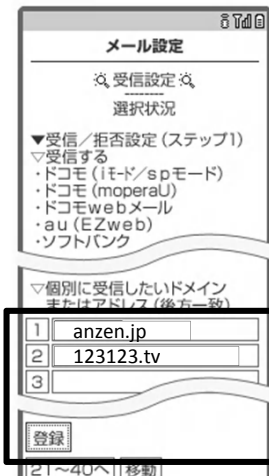 メール設定
受信設定
選択状況
▼受信／拒否設定（ステップ1）
▽受信する
・ドコモ（iモード／spモード）
・ドコモ（moperaU）
・ドコモwebメール
・au（EZweb）
・ソフトバンク
▽個別に受信したいドメイン
またはアドレス（後方一致）
1 anzen.jp
2 123123.tv
3
登録
21～40へ 移動